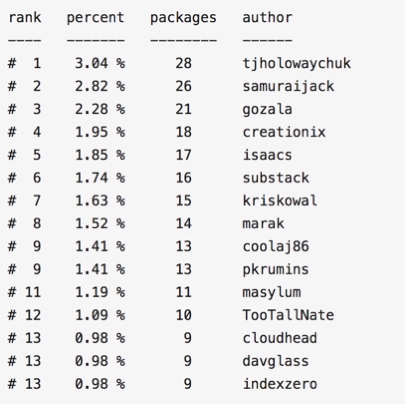 rank percent packages author
---- ------- -------- ------
# 1 3.04 % 28 tjholowaychuk
# 2 2.82 % 26 samuraijack
# 3 2.28 % 21 gozala
# 4 1.95 % 18 creationix
# 5 1.85 % 17 isaacs
# 6 1.74 % 16 substack
# 7 1.63 % 15 kriskowal
# 8 1.52 % 14 marak
# 9 1.41 % 13 coolaj86
# 9 1.41 % 13 pkrumins
# 11 1.19 % 11 masylum
# 12 1.09 % 10 TooTallNate
# 13 0.98 % 9 cloudhead
# 13 0.98 % 9 davglass
# 13 0.98 % 9 indexzero